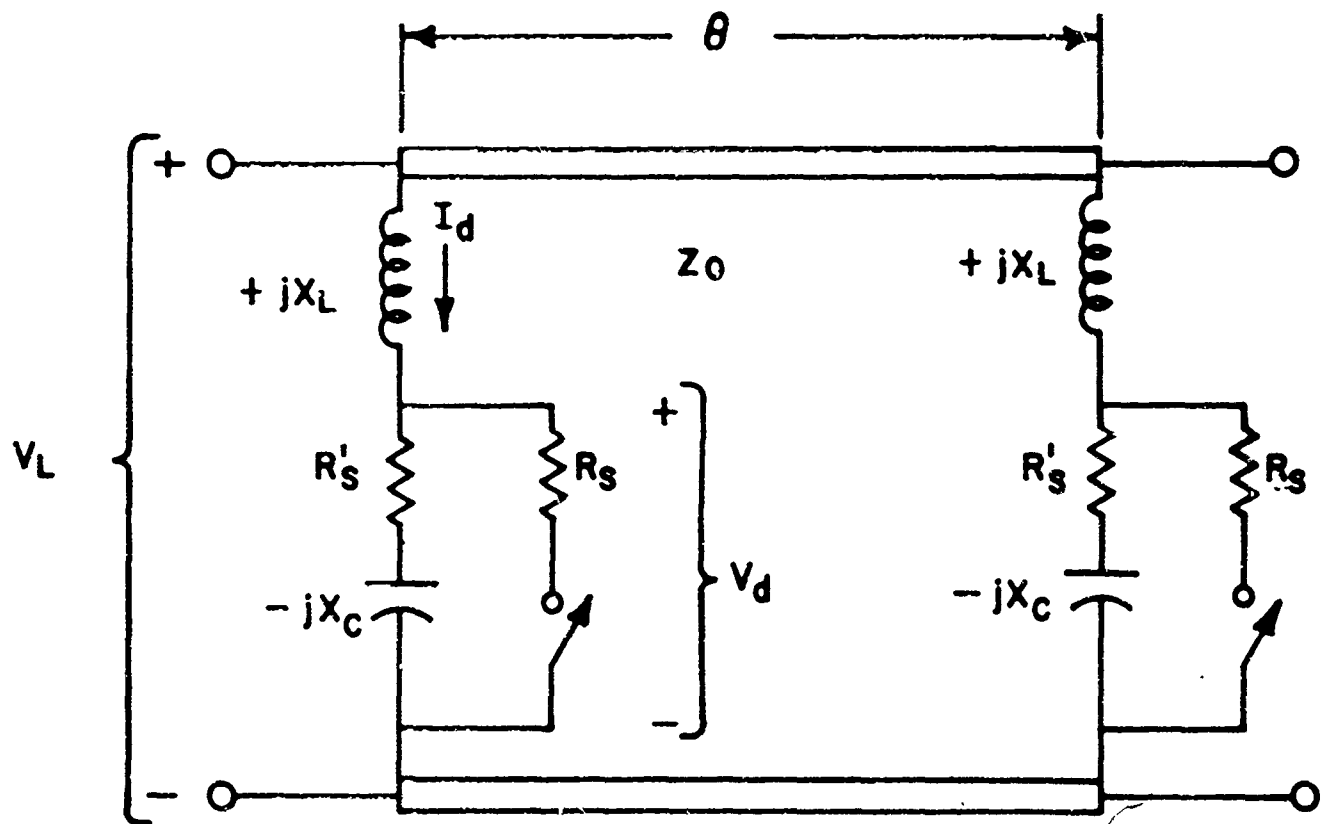 θ
+
I_d
+ jX_L
Z_0
+ jX_L
V_L
+
R'_S
R_S
R'_S
R_S
V_d
- jX_C
- jX_C
-
-